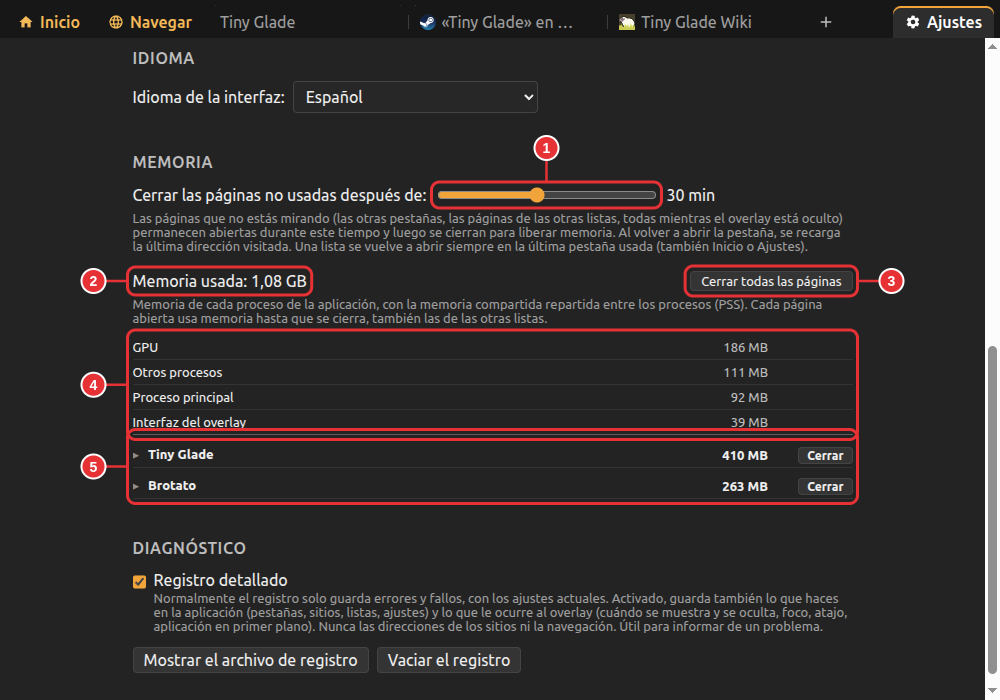 Inicio
Navegar
Tiny Glade
«Tiny Glade» en ...
Tiny Glade Wiki
+
Ajustes
IDIOMA
Idioma de la interfaz:
Español
1
MEMORIA
Cerrar las páginas no usadas después de:
30 min
Las páginas que no estás mirando (las otras pestañas, las páginas de las otras listas, todas mientras el overlay está oculto)
permanecen abiertas durante este tiempo y luego se cierran para liberar memoria. Al volver a abrir la pestaña, se recarga
la última dirección visitada. Una lista se vuelve a abrir siempre en la última pestaña usada (también Inicio o Ajustes).
2
Memoria usada: 1,08 GB
Cerrar todas las páginas
3
Memoria de cada proceso de la aplicación, con la memoria compartida repartida entre los procesos (PSS). Cada página
abierta usa memoria hasta que se cierra, también las de las otras listas.
GPU 186 MB
Otros procesos 111 MB
4
Proceso principal 92 MB
Interfaz del overlay 39 MB
Tiny Glade 410 MB Cerrar
5
Brotato 263 MB Cerrar
DIAGNÓSTICO
Registro detallado
Normalmente el registro solo guarda errores y fallos, con los ajustes actuales. Activado, guarda también lo que haces
en la aplicación (pestañas, sitios, listas, ajustes) y lo que le ocurre al overlay (cuándo se muestra y se oculta, foco, atajo,
aplicación en primer plano). Nunca las direcciones de los sitios ni la navegación. Útil para informar de un problema.
Mostrar el archivo de registro
Vaciar el registro